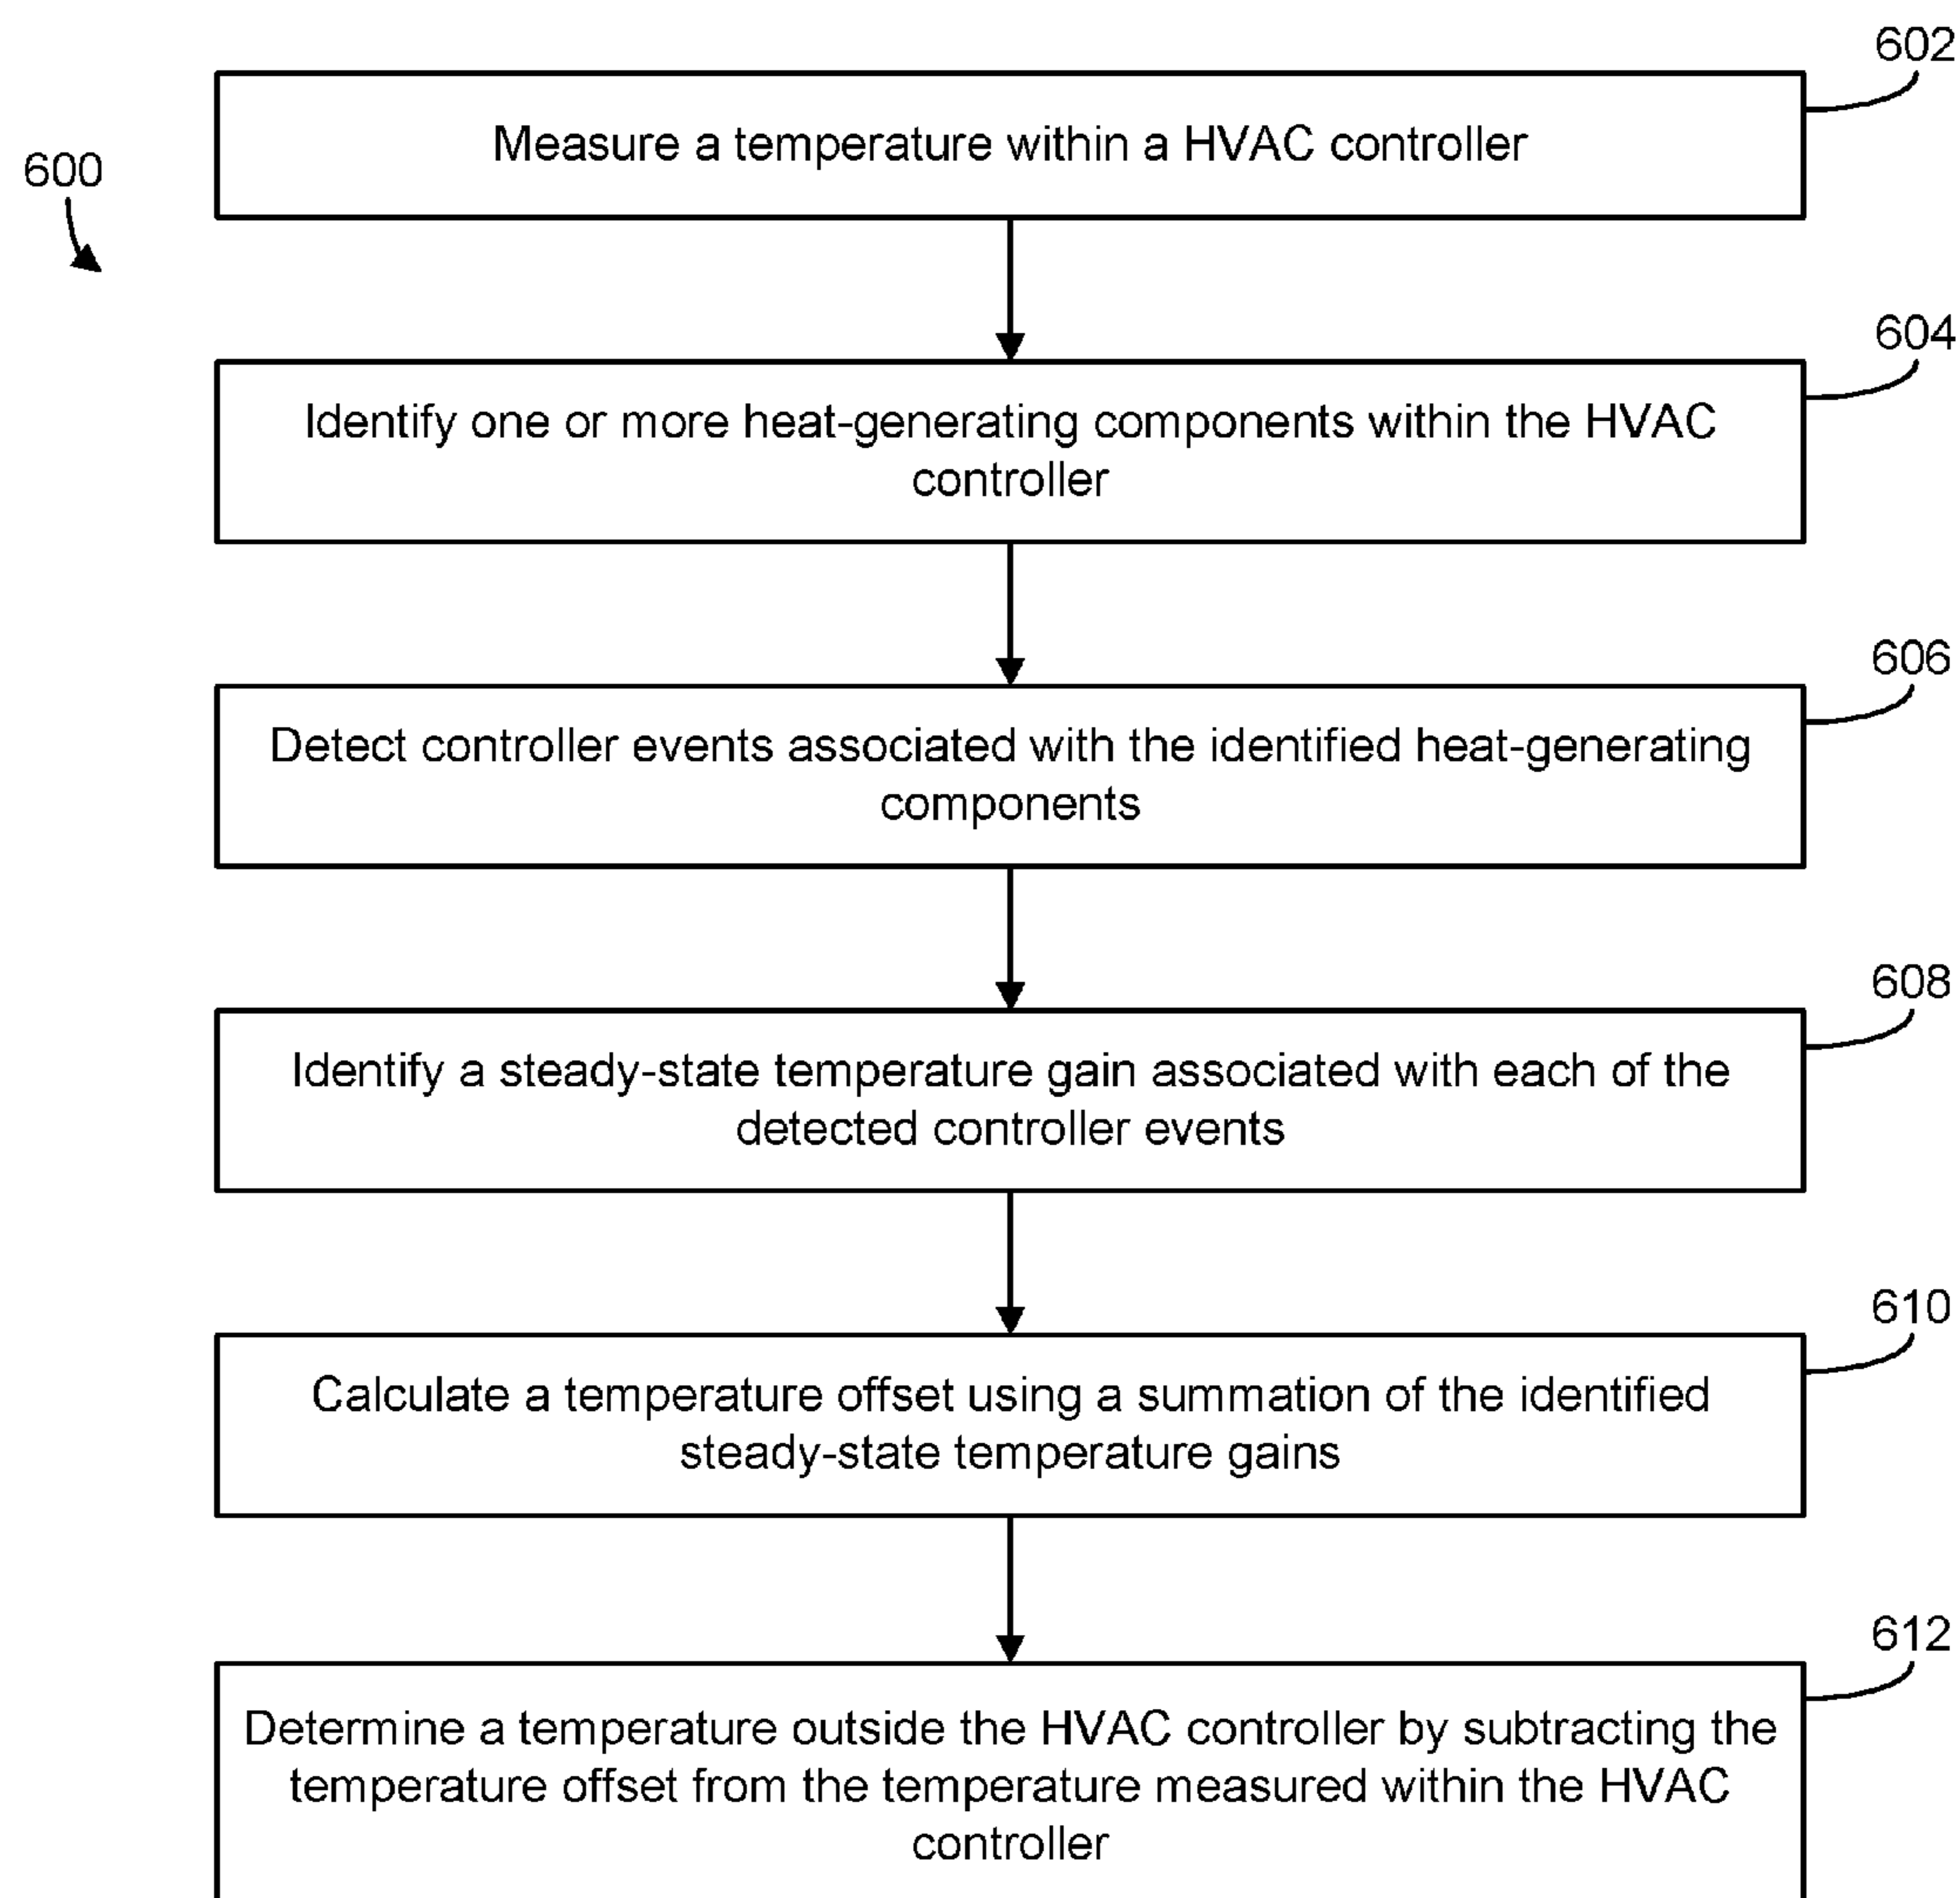 602
Measure a temperature within a HVAC controller
600
604
Identify one or more heat-generating components within the HVAC
controller
606
Detect controller events associated with the identified heat-generating
components
608
Identify a steady-state temperature gain associated with each of the
detected controller events
610
Calculate a temperature offset using a summation of the identified
steady-state temperature gains
612
Determine a temperature outside the HVAC controller by subtracting the
temperature offset from the temperature measured within the HVAC
controller